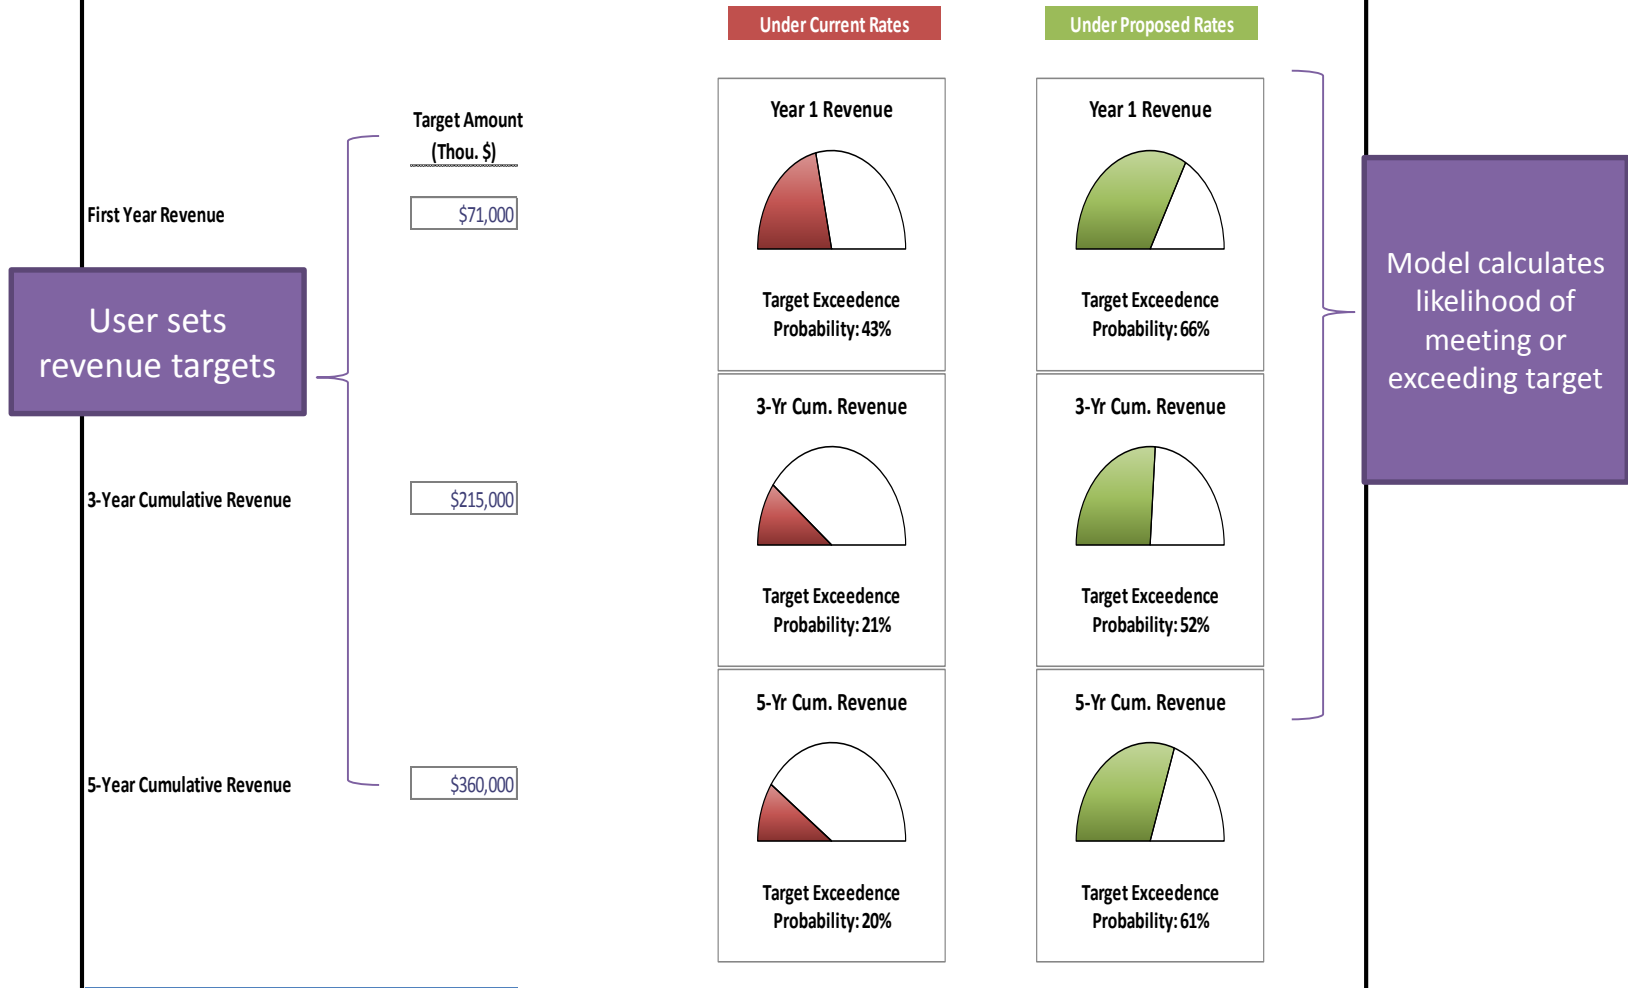 Under Current Rates
Under Proposed Rates
Target Amount
(Thou. $)
First Year Revenue
$71,000
User sets
revenue targets
3-Year Cumulative Revenue
$215,000
5-Year Cumulative Revenue
$360,000
Year 1 Revenue
Target Exceedence
Probability: 43%
Year 1 Revenue
Target Exceedence
Probability: 66%
3-Yr Cum. Revenue
Target Exceedence
Probability: 21%
3-Yr Cum. Revenue
Target Exceedence
Probability: 52%
5-Yr Cum. Revenue
Target Exceedence
Probability: 20%
5-Yr Cum. Revenue
Target Exceedence
Probability: 61%
Model calculates
likelihood of
meeting or
exceeding target